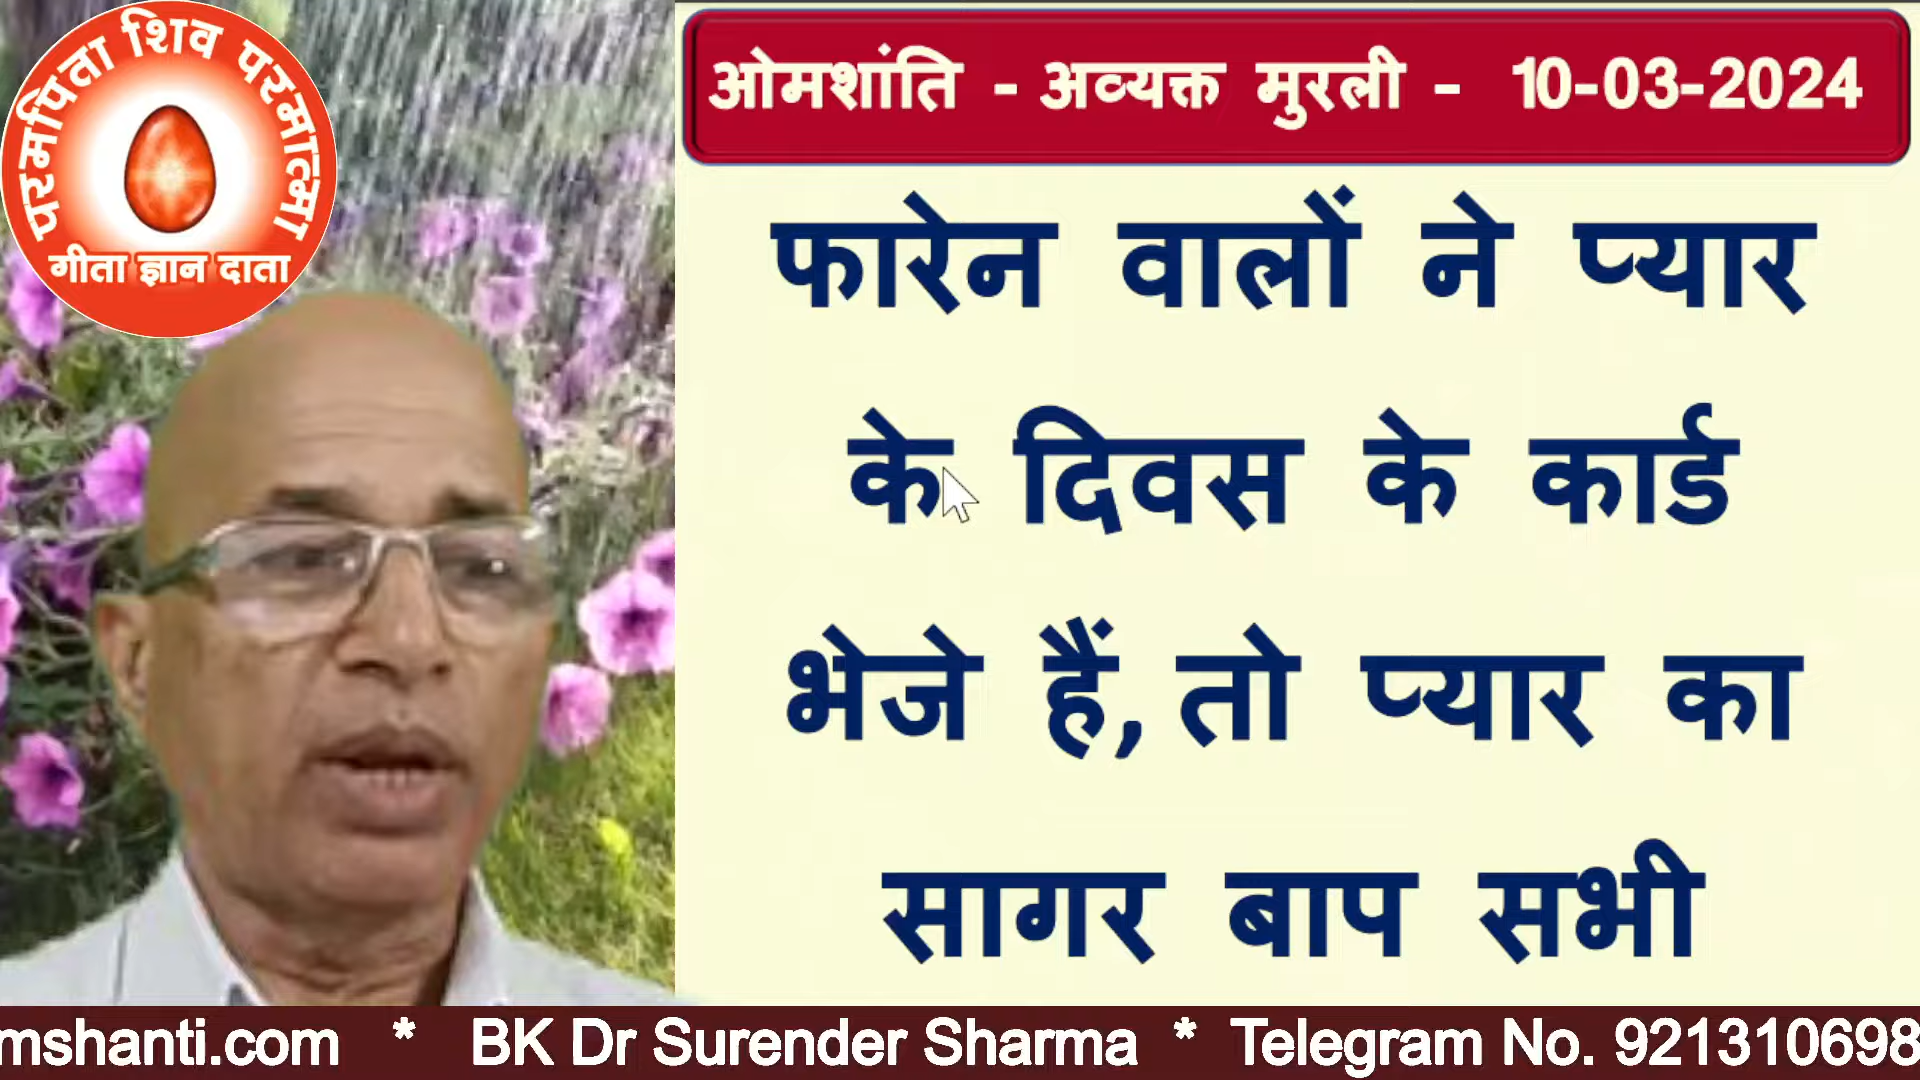 परमपिता शिव परमात्मा
गीता ज्ञान दाता
ओमशांति - अव्यक्त मुरली - 10-03-2024
फारेन वालों ने प्यार
के दिवस के कार्ड
भेजे हैं, तो प्यार का
सागर बाप सभी
mshanti.com * BK Dr Surender Sharma * Telegram No. 921310698